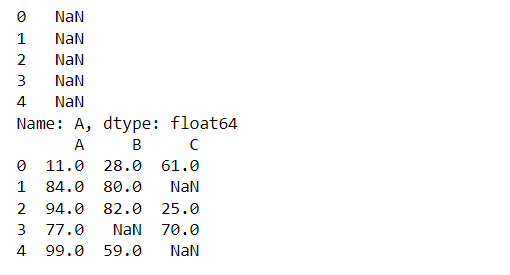 0   NaN
1   NaN
2   NaN
3   NaN
4   NaN
Name: A, dtype: float64
      A     B     C
0  11.0  28.0  61.0
1  84.0  80.0   NaN
2  94.0  82.0  25.0
3  77.0   NaN  70.0
4  99.0  59.0   NaN